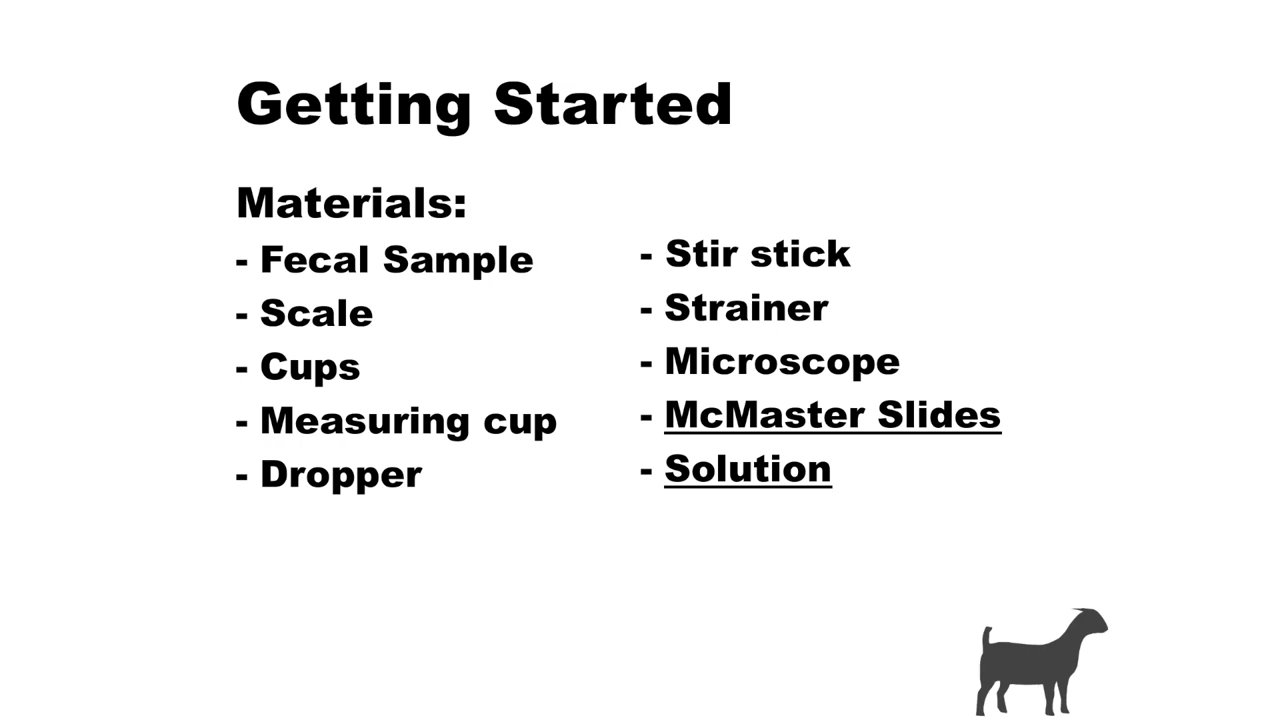 Getting Started
Materials:
- Fecal Sample
- Scale
- Cups
- Measuring cup
- Dropper
- Stir stick
- Strainer
- Microscope
- McMaster Slides
- Solution